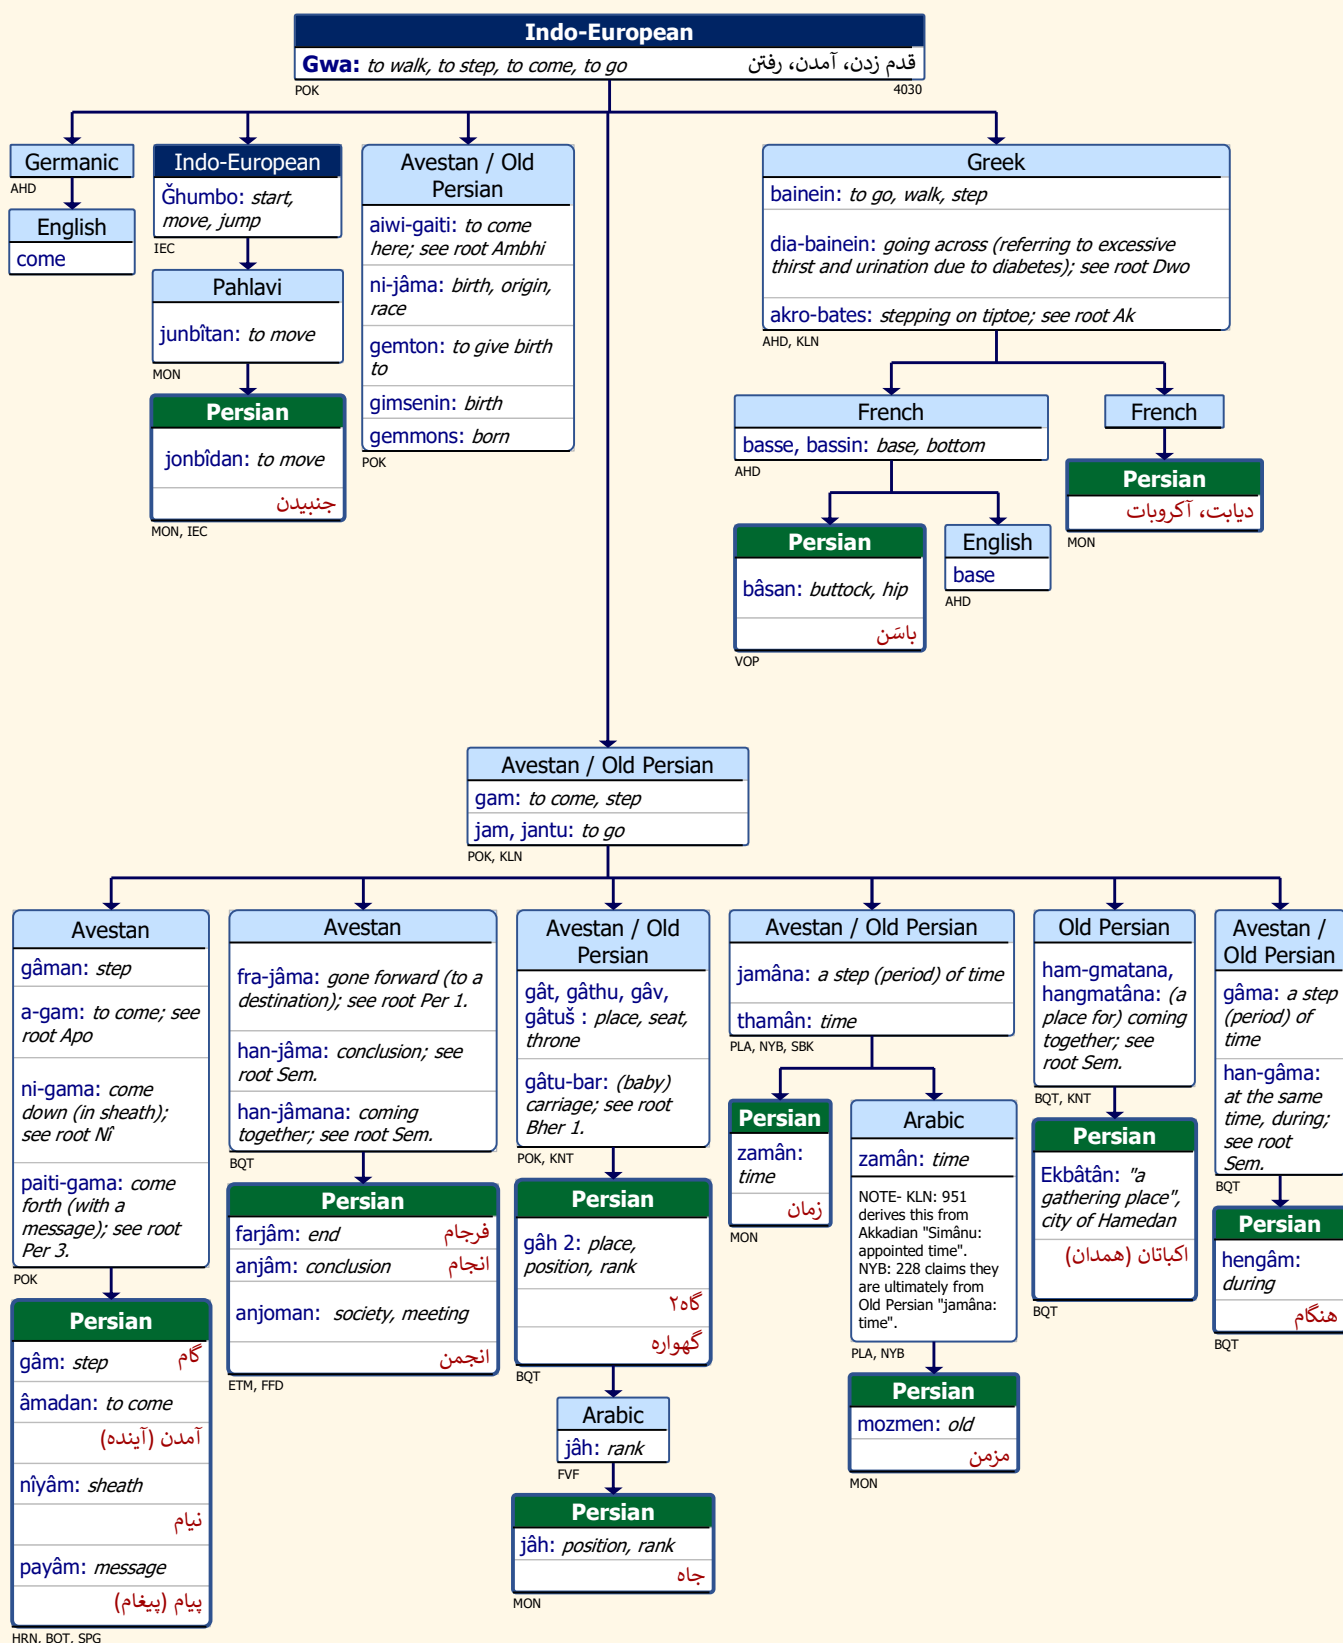 Indo-European
Gwa: to walk, to step, to come, to go قدم زدن، آمدن، رفتن
POK 4030
Germanic
AHD
English
come
Indo-European
Ğhumbo: start,
move, jump
IEC
Pahlavi
junbîtan: to move
MON
Persian
jonbîdan: to move
جنبیدن
MON, IEC
Avestan / Old
Persian
aiwi-gaiti: to come
here; see root Ambhi
ni-jâma: birth, origin,
race
gemton: to give birth
to
gimsenin: birth
gemmons: born
POK
Greek
bainein: to go, walk, step
dia-bainein: going across (referring to excessive
thirst and urination due to diabetes); see root Dwo
akro-bates: stepping on tiptoe; see root Ak
AHD, KLN
French
basse, bassin: base, bottom
AHD
Persian
bâsan: buttock, hip
باسَن
VOP
English
base
AHD
French
Persian
دیابت، آکروبات
MON
Avestan / Old Persian
gam: to come, step
jam, jantu: to go
POK, KLN
Avestan
gâman: step
a-gam: to come; see
root Apo
ni-gama: come
down (in sheath);
see root Nî
paiti-gama: come
forth (with a
message); see root
Per 3.
POK
Persian
gâm: step گام
âmadan: to come
آمدن (آینده)
nîyâm: sheath
نیام
payâm: message
پیام (پیغام)
HRN, BQT, SPG
Avestan
fra-jâma: gone forward (to a
destination); see root Per 1.
han-jâma: conclusion; see
root Sem.
han-jâmana: coming
together; see root Sem.
BQT
Persian
farjâm: end فرجام
anjâm: conclusion انجام
anjoman: society, meeting
انجمن
ETM, FFD
Avestan / Old
Persian
gât, gâthu, gâv,
gâtuš : place, seat,
throne
gâtu-bar: (baby)
carriage; see root
Bher 1.
POK, KNT
Persian
gâh 2: place,
position, rank
گاه۲
گهواره
BQT
Arabic
jâh: rank
FVF
Persian
jâh: position, rank
جاه
MON
Avestan / Old Persian
jamâna: a step (period) of time
thamân: time
PLA, NYB, SBK
Persian
zamân:
time
زمان
MON
Arabic
zamân: time
NOTE- KLN: 951
derives this from
Akkadian "Simânu:
appointed time".
NYB: 228 claims they
are ultimately from
Old Persian "jamâna:
time".
PLA, NYB
Persian
mozmen: old
مزمن
MON
Old Persian
ham-gmatana,
hangmatâna: (a
place for) coming
together; see
root Sem.
BQT, KNT
Persian
Ekbâtân: "a
gathering place",
city of Hamedan
اکباتان (همدان)
BQT
Avestan /
Old Persian
gâma: a step
(period) of
time
han-gâma:
at the same
time, during;
see root
Sem.
BQT
Persian
hengâm:
during
هنگام
BQT